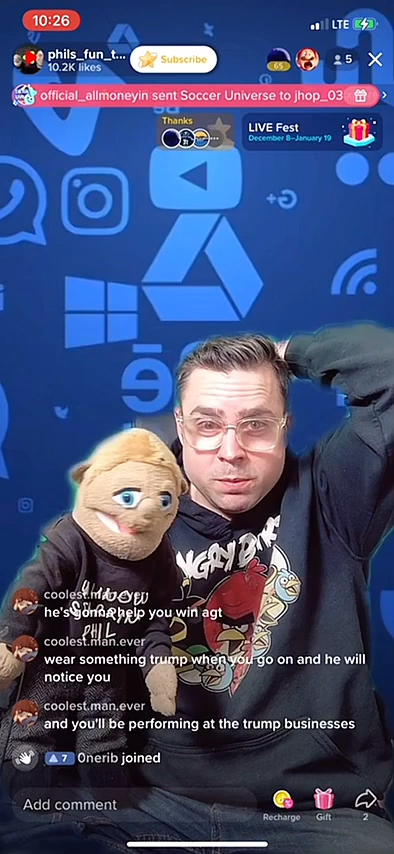 10:26
LTE
phils_fun_t...
10.2K likes
Subscribe
65
5
official_allmoneyin sent Soccer Universe to jhop_03
Thanks
LIVE Fest
December 8–January 19
G+
ANGRY BIRDS
PHIL
coolest.man.ever
he's gonna help you win agt
coolest.man.ever
wear something trump when you go on and he will
notice you
coolest.man.ever
and you'll be performing at the trump businesses
7 0nerib joined
Add comment
Recharge
Gift
2